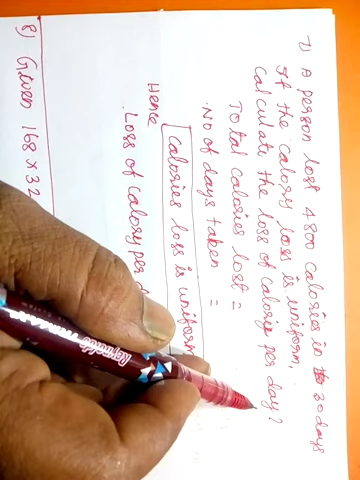 7) A person lost 4800 calories in 30 days
If the calory loss is uniform,
Calculate the loss of calorie per day?
Total calories lost =
No of days taken =
[calories loss is uniform
Hence
Loss of calory per
8) Given 168 x 32
Reynolds